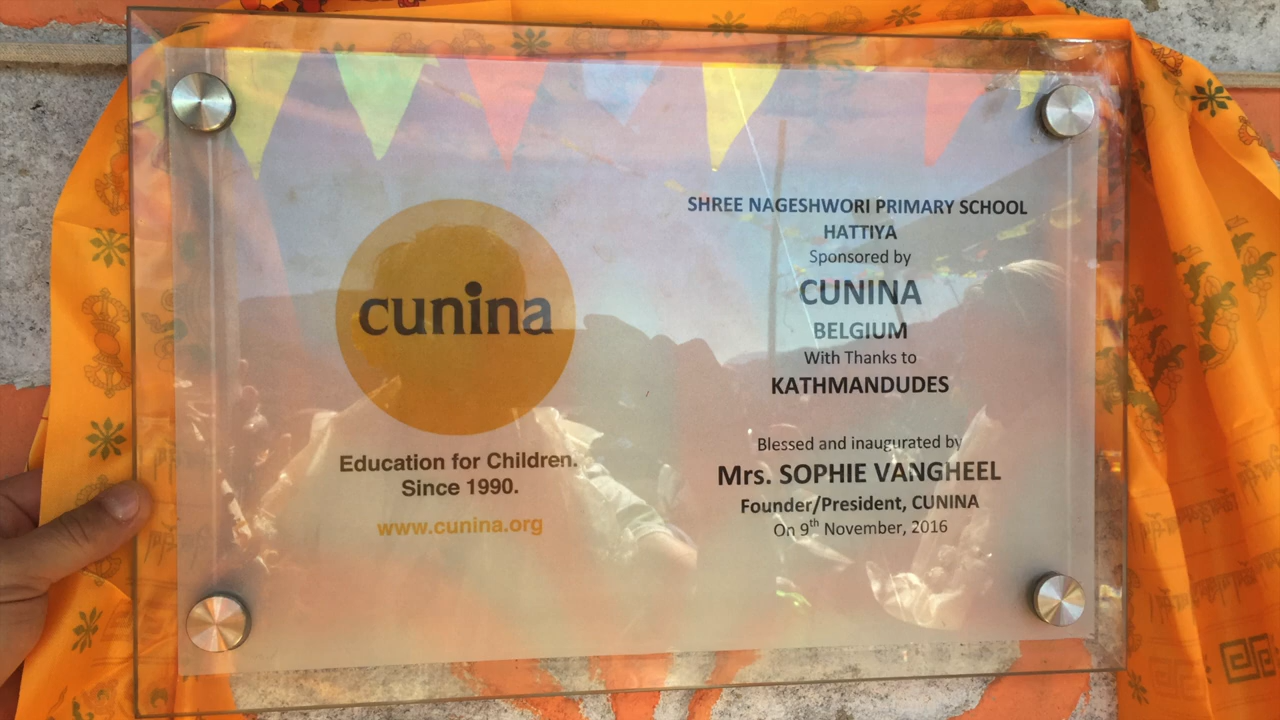 cunina
Education for Children.
Since 1990.
www.cunina.org
SHREE NAGESHWORI PRIMARY SCHOOL
HATTIYA
Sponsored by
CUNINA
BELGIUM
With Thanks to
KATHMANDUDES
Blessed and inaugurated by
Mrs. SOPHIE VANGHEEL
Founder/President, CUNINA
On 9th November, 2016